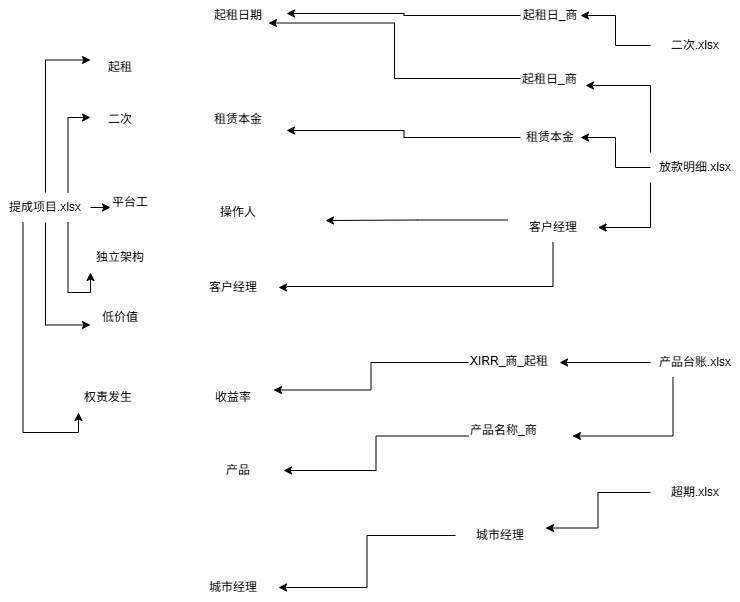 起租日期
起租日_商
二次.xlsx
起租
起租日_商
二次
租赁本金
租赁本金
放款明细.xlsx
提成项目.xlsx
平台工
操作人
客户经理
独立架构
客户经理
低价值
XIRR_商_起租
产品台账.xlsx
权责发生
收益率
产品名称_商
产品
超期.xlsx
城市经理
城市经理